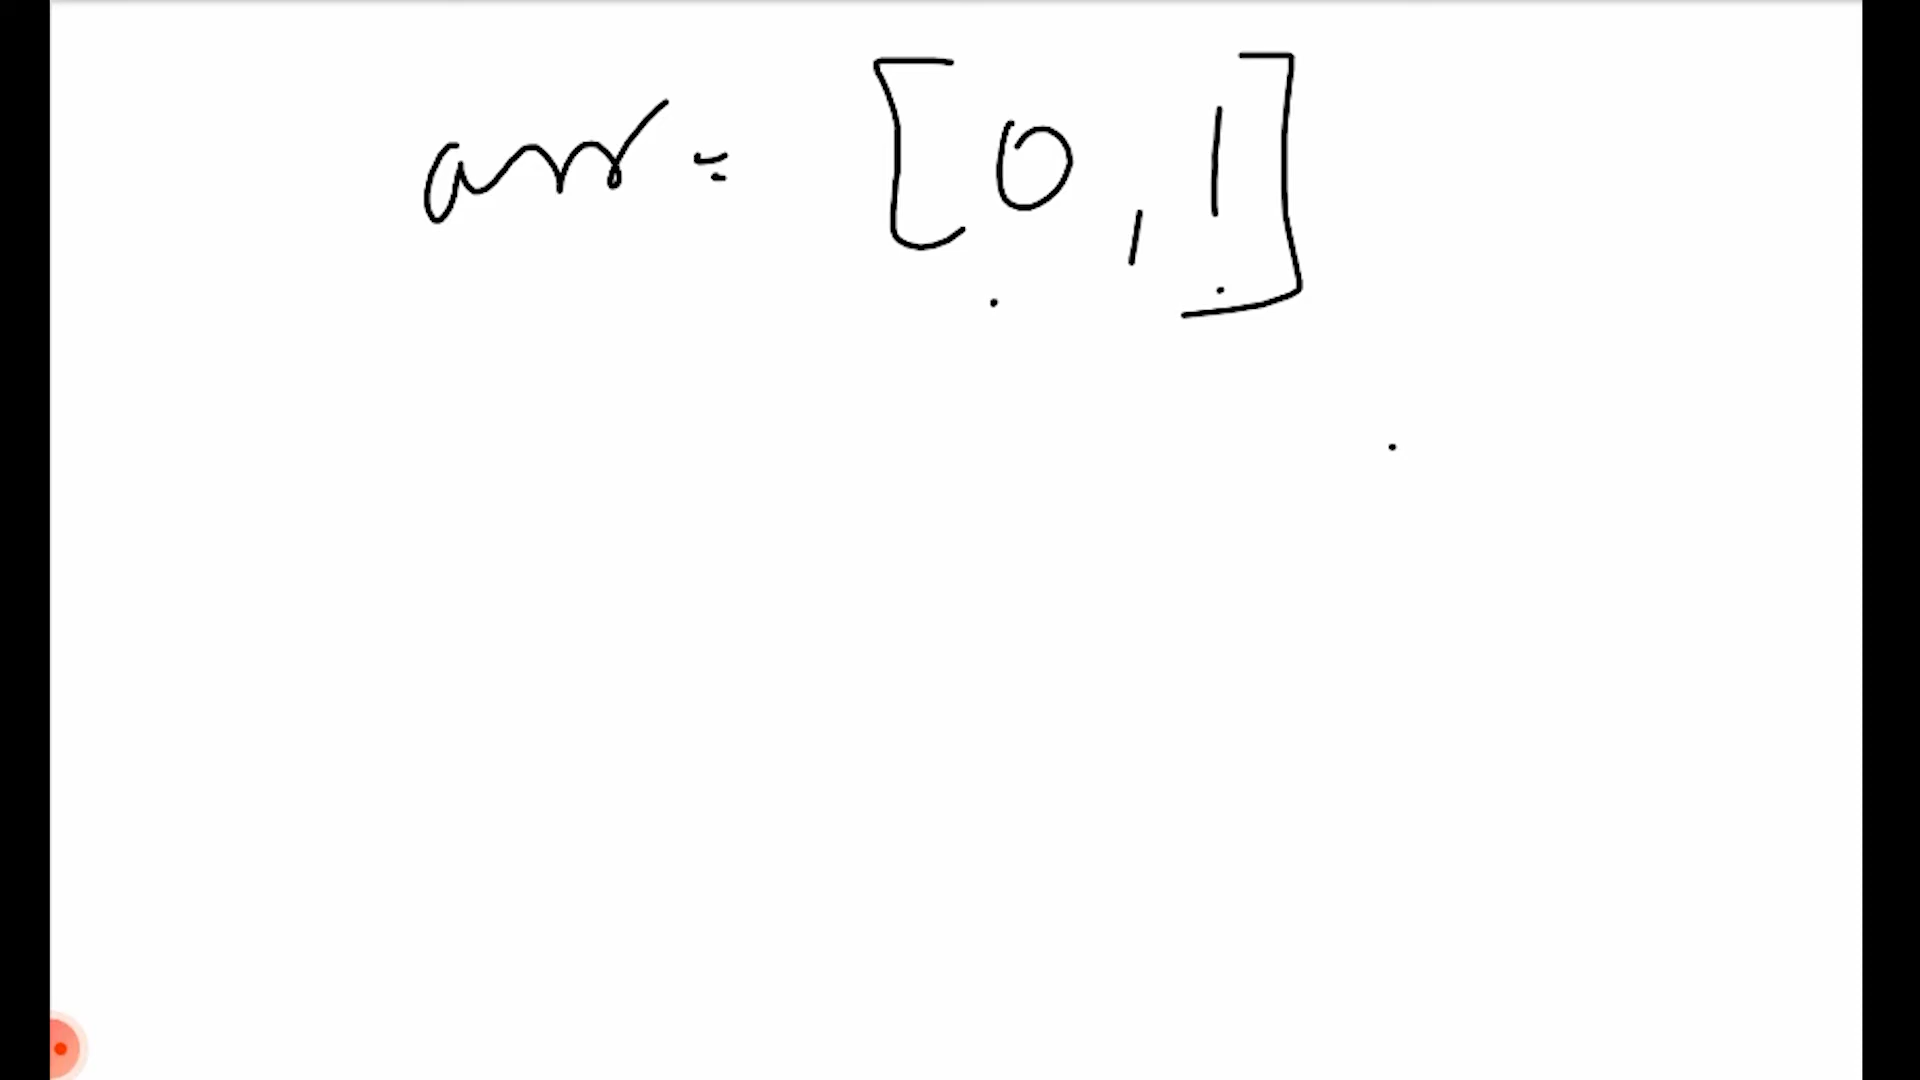 arr = [0, 1]